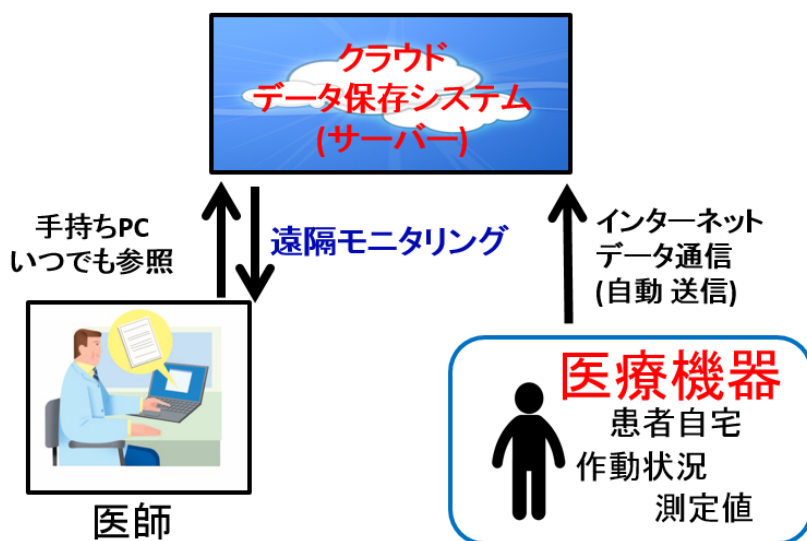 クラウド
データ保存システム
(サーバー)
手持ちPC
いつでも参照
遠隔モニタリング
インターネット
データ通信
(自動 送信)
医師
医療機器
患者自宅
作動状況
測定値